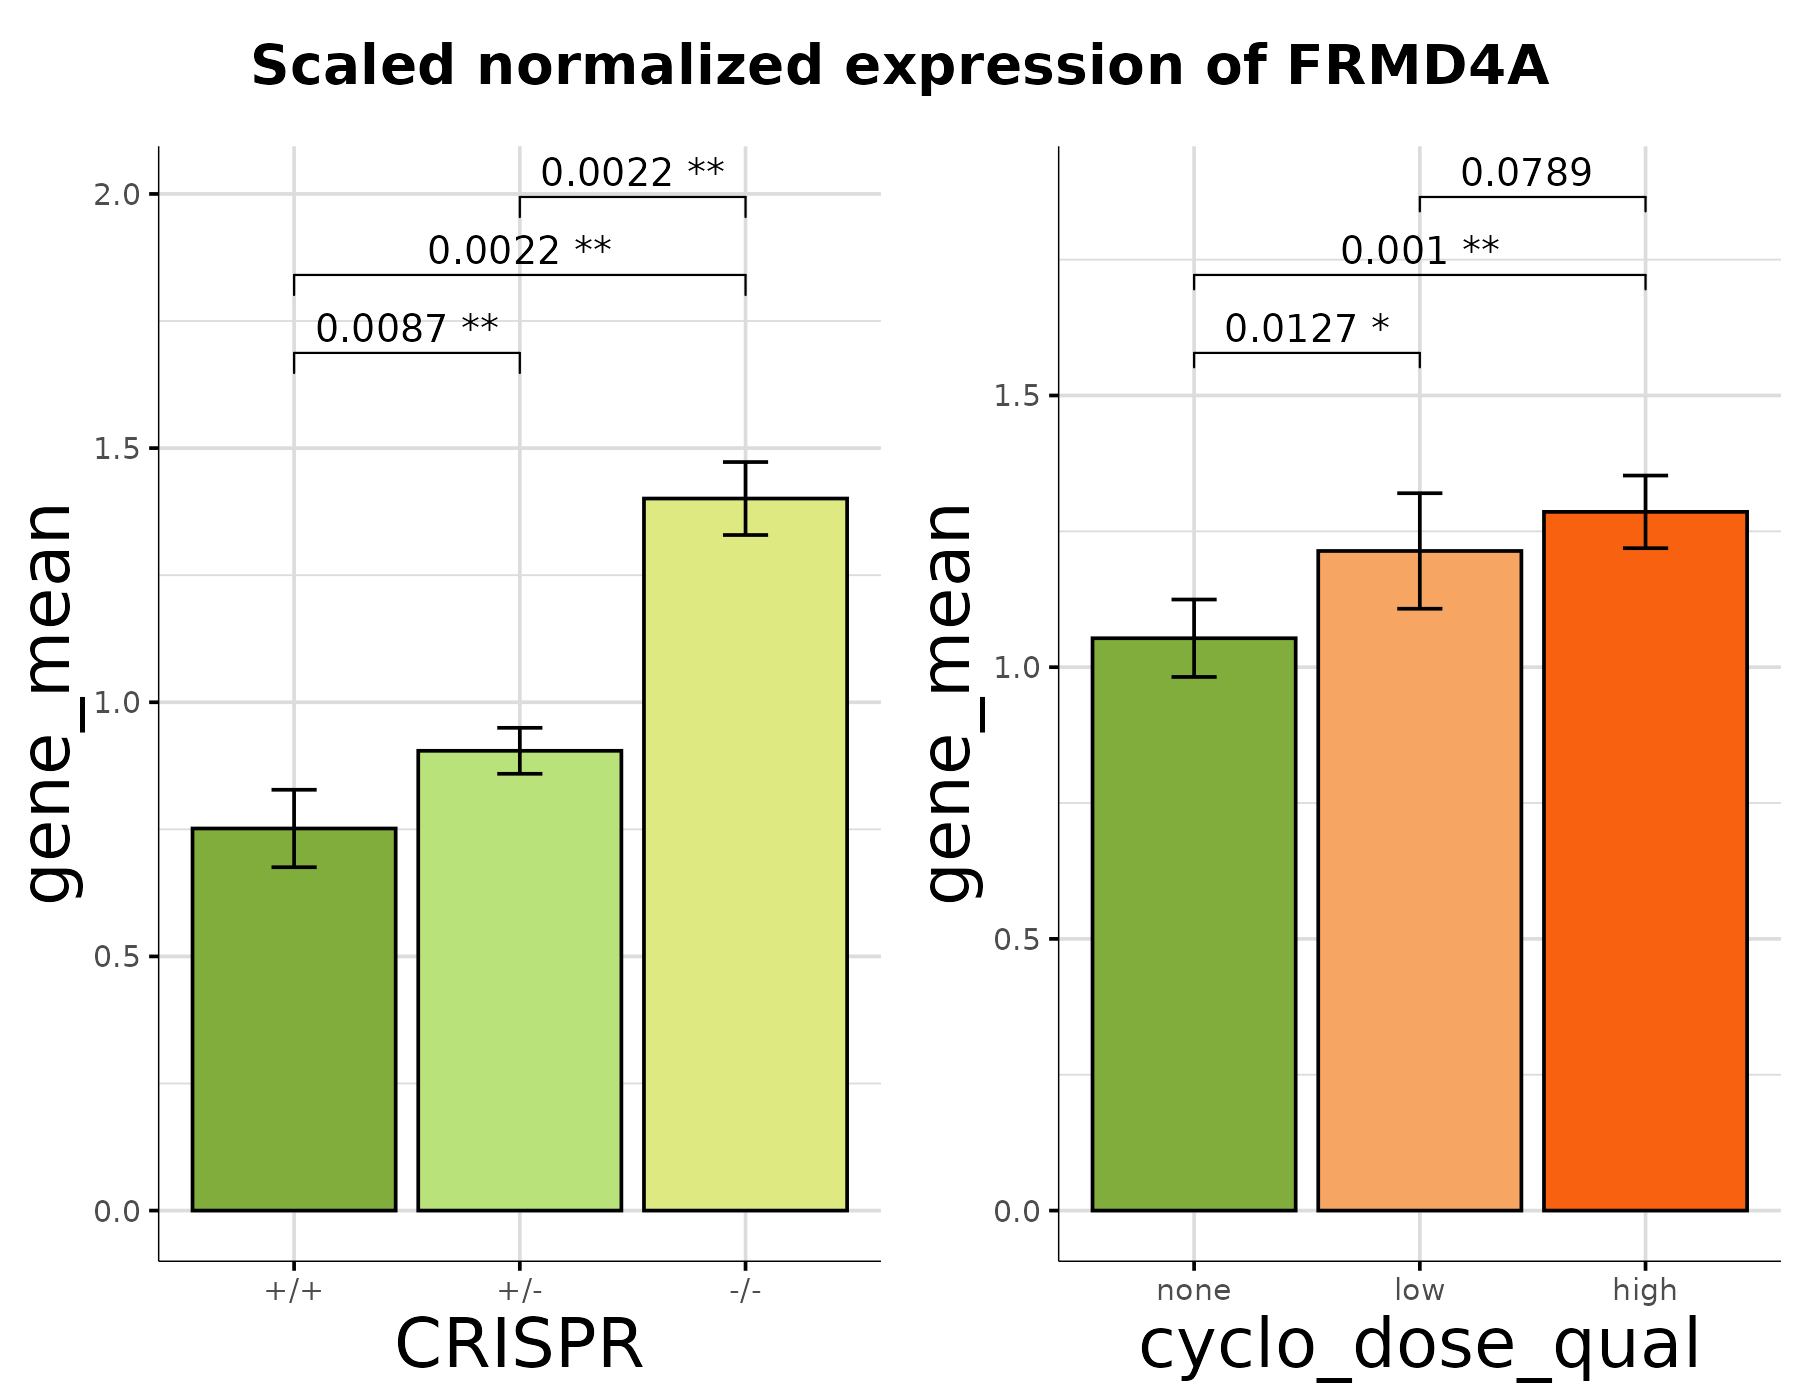 Scaled normalized expression of FRMD4A
gene_mean
2.0
1.5
1.0
0.5
0.0
0.0022 **
0.0022 **
0.0087 **
+/+
+/-
-/-
CRISPR
gene_mean
1.5
1.0
0.5
0.0
0.0789
0.001 **
0.0127 *
none
low
high
cyclo_dose_qual